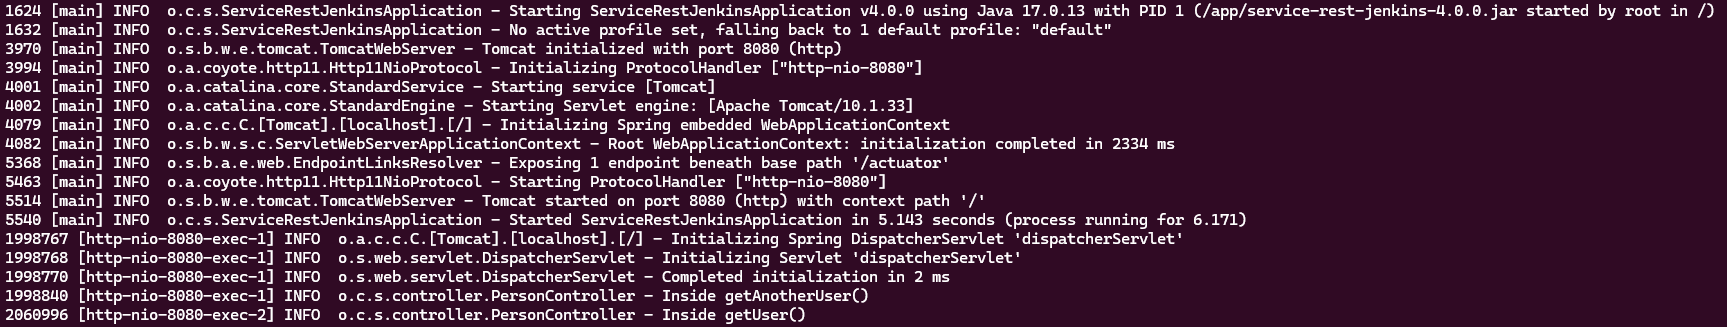 1624 [main] INFO  o.c.s.ServiceRestJenkinsApplication - Starting ServiceRestJenkinsApplication v4.0.0 using Java 17.0.13 with PID 1 (/app/service-rest-jenkins-4.0.0.jar started by root in /)
1632 [main] INFO  o.c.s.ServiceRestJenkinsApplication - No active profile set, falling back to 1 default profile: "default"
3970 [main] INFO  o.s.b.w.e.tomcat.TomcatWebServer - Tomcat initialized with port 8080 (http)
3994 [main] INFO  o.a.coyote.http11.Http11NioProtocol - Initializing ProtocolHandler ["http-nio-8080"]
4001 [main] INFO  o.a.catalina.core.StandardService - Starting service [Tomcat]
4002 [main] INFO  o.a.catalina.core.StandardEngine - Starting Servlet engine: [Apache Tomcat/10.1.33]
4079 [main] INFO  o.a.c.c.C.[Tomcat].[localhost].[/] - Initializing Spring embedded WebApplicationContext
4082 [main] INFO  o.s.b.w.s.c.ServletWebServerApplicationContext - Root WebApplicationContext: initialization completed in 2334 ms
5368 [main] INFO  o.s.b.a.e.web.EndpointLinksResolver - Exposing 1 endpoint beneath base path '/actuator'
5463 [main] INFO  o.a.coyote.http11.Http11NioProtocol - Starting ProtocolHandler ["http-nio-8080"]
5514 [main] INFO  o.s.b.w.e.tomcat.TomcatWebServer - Tomcat started on port 8080 (http) with context path '/'
5540 [main] INFO  o.c.s.ServiceRestJenkinsApplication - Started ServiceRestJenkinsApplication in 5.143 seconds (process running for 6.171)
1998767 [http-nio-8080-exec-1] INFO  o.a.c.c.C.[Tomcat].[localhost].[/] - Initializing Spring DispatcherServlet 'dispatcherServlet'
1998768 [http-nio-8080-exec-1] INFO  o.s.web.servlet.DispatcherServlet - Initializing Servlet 'dispatcherServlet'
1998770 [http-nio-8080-exec-1] INFO  o.s.web.servlet.DispatcherServlet - Completed initialization in 2 ms
1998840 [http-nio-8080-exec-1] INFO  o.c.s.controller.PersonController - Inside getAnotherUser()
2060996 [http-nio-8080-exec-2] INFO  o.c.s.controller.PersonController - Inside getUser()